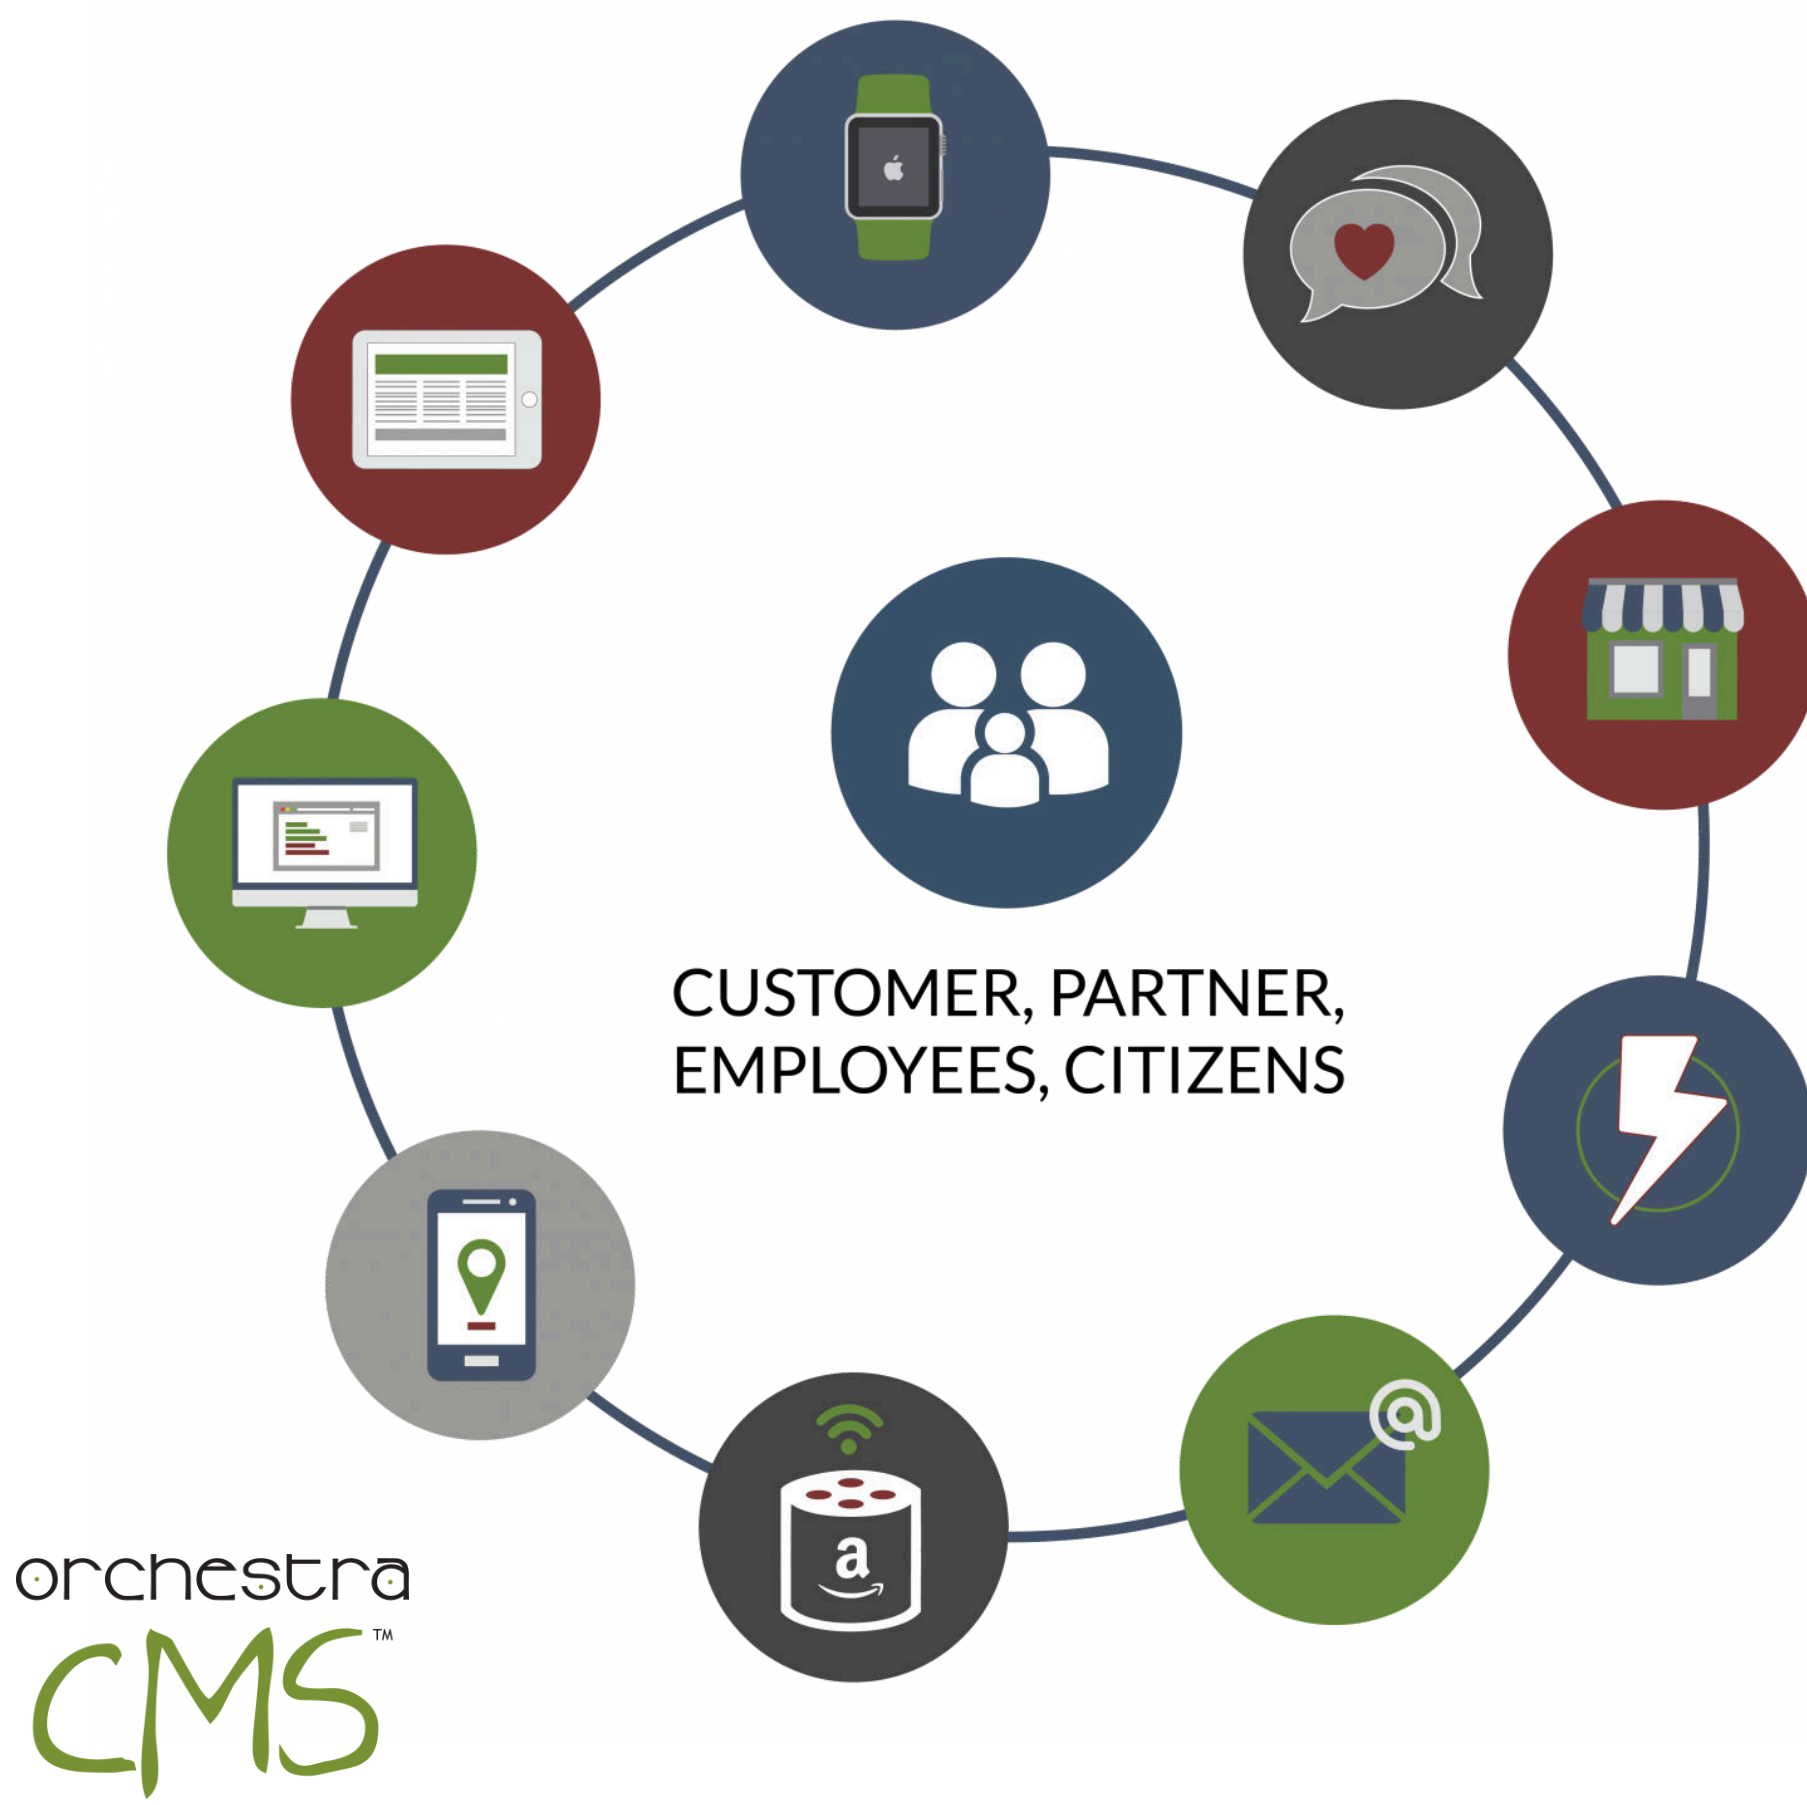 CUSTOMER, PARTNER,
EMPLOYEES, CITIZENS
@
a
orchestra
CMS™